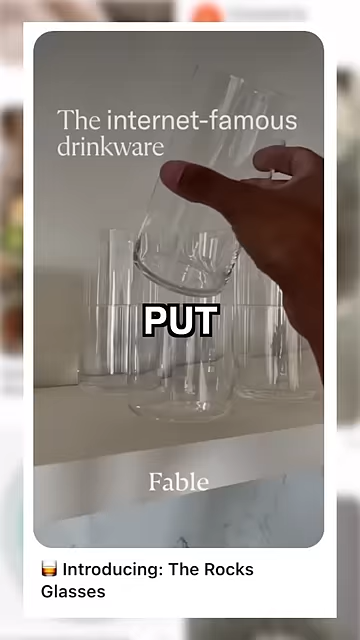 The internet-famous
drinkware
PUT
Fable
🥃 Introducing: The Rocks
Glasses